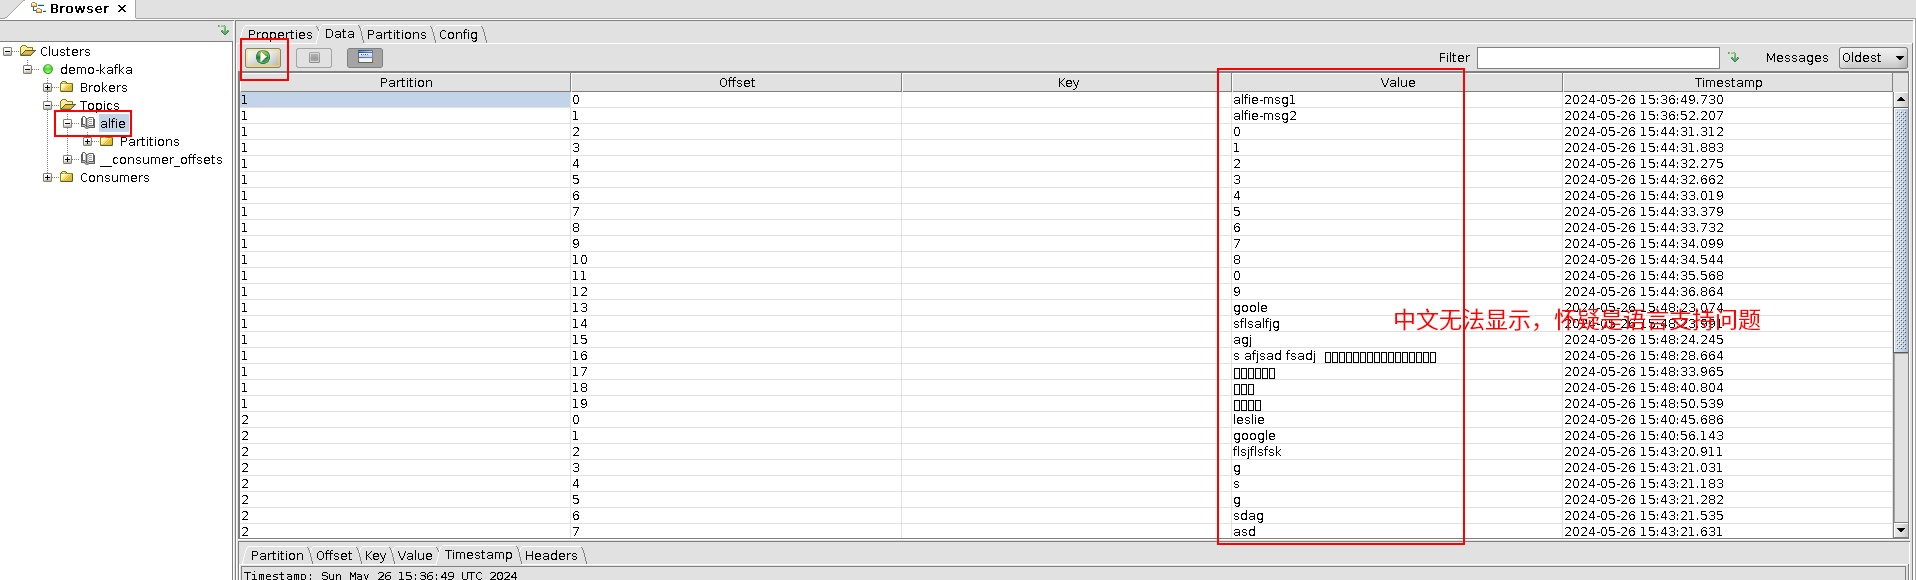 Browser ×
Clusters
demo-kafka
Brokers
Topics
alfie
Partitions
__consumer_offsets
Consumers
Properties Data Partitions Config
Filter Messages Oldest
Partition Offset Key Value Timestamp
1 0 alfie-msg1 2024-05-26 15:36:49.730
1 1 alfie-msg2 2024-05-26 15:36:52.207
1 2 0 2024-05-26 15:44:31.312
1 3 1 2024-05-26 15:44:31.883
1 4 2 2024-05-26 15:44:32.275
1 5 3 2024-05-26 15:44:32.662
1 6 4 2024-05-26 15:44:33.019
1 7 5 2024-05-26 15:44:33.379
1 8 6 2024-05-26 15:44:33.732
1 9 7 2024-05-26 15:44:34.099
1 10 8 2024-05-26 15:44:34.544
1 11 0 2024-05-26 15:44:35.568
1 12 9 2024-05-26 15:44:36.864
1 13 goole 2024-05-26 15:48:23.074
中文无法显示，怀疑是语言支持问题
1 14 sflsalfjg 2024-05-26
1 15 agj 2024-05-26 15:48:24.245
1 16 s afjsad fsadj 2024-05-26 15:48:28.664
1 17 2024-05-26 15:48:33.965
1 18 2024-05-26 15:48:40.804
1 19 2024-05-26 15:48:50.539
2 0 leslie 2024-05-26 15:40:45.686
2 1 google 2024-05-26 15:40:56.143
2 2 flsjflsfsk 2024-05-26 15:43:20.911
2 3 g 2024-05-26 15:43:21.031
2 4 s 2024-05-26 15:43:21.183
2 5 g 2024-05-26 15:43:21.282
2 6 sdag 2024-05-26 15:43:21.535
2 7 asd 2024-05-26 15:43:21.631
Partition Offset Key Value Timestamp Headers
Timestamp: Sun May 26 15:36:49 UTC 2024